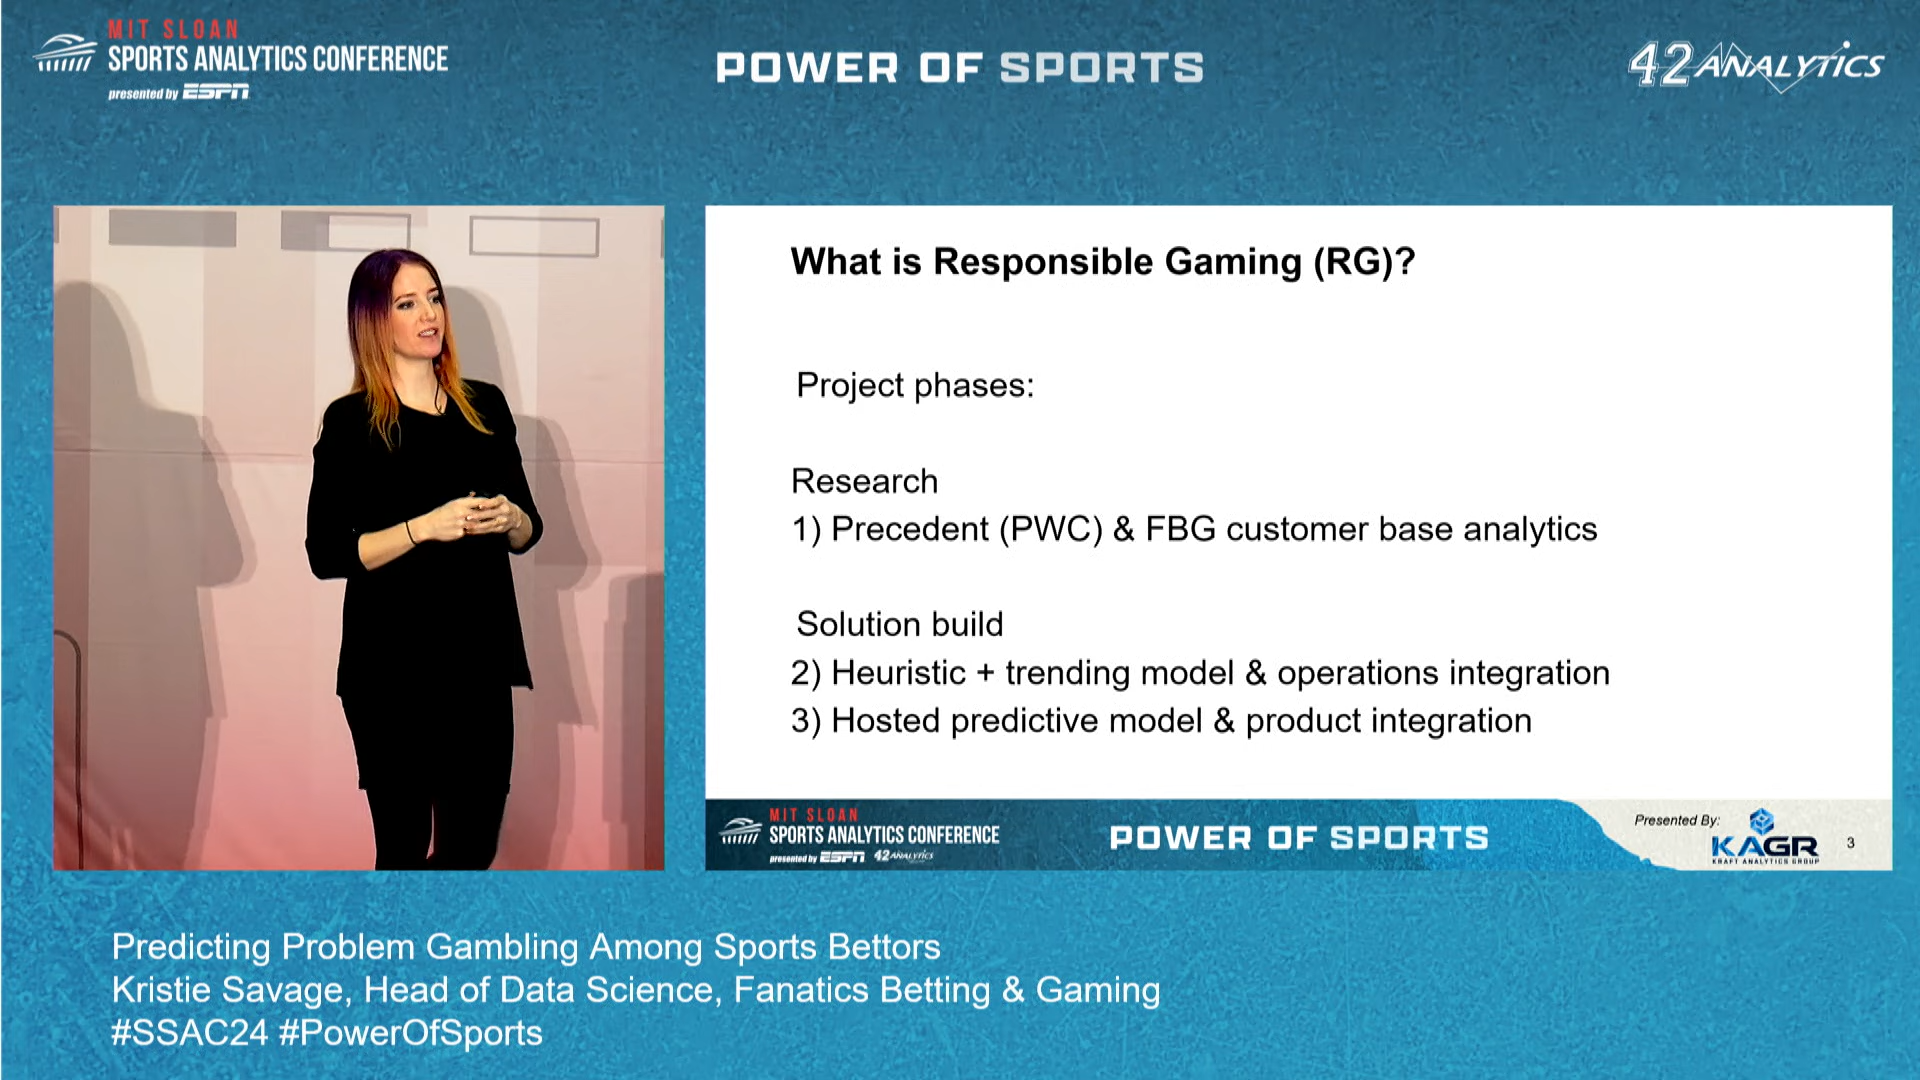 MIT SLOAN
SPORTS ANALYTICS CONFERENCE
presented by ESPN
POWER OF SPORTS
42 ANALYTICS
What is Responsible Gaming (RG)?
Project phases:
Research
1) Precedent (PWC) & FBG customer base analytics
Solution build
2) Heuristic + trending model & operations integration
3) Hosted predictive model & product integration
MIT SLOAN
SPORTS ANALYTICS CONFERENCE
presented by ESPN 42 ANALYTICS
POWER OF SPORTS
Presented By:
KAGR
KRAFT ANALYTICS GROUP
3
Predicting Problem Gambling Among Sports Bettors
Kristie Savage, Head of Data Science, Fanatics Betting & Gaming
#SSAC24 #PowerOfSports